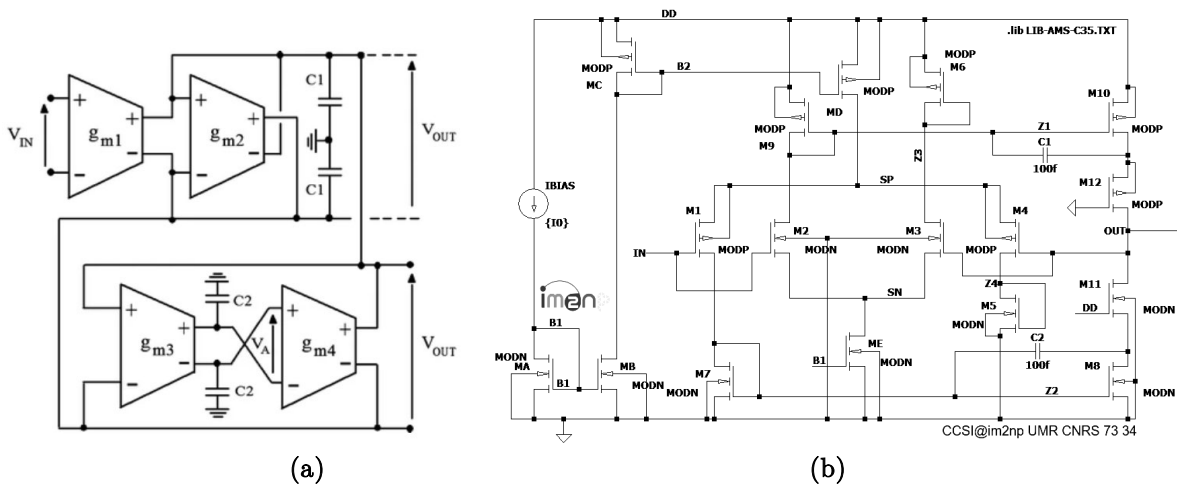 +
g_m1
−
+
−
V_IN
+
g_m2
−
+
−
C1
C1
V_OUT
+
g_m3
−
+
−
C2
C2
V_A
+
g_m4
−
+
−
V_OUT
(a)
DD
.lib LIB-AMS-C35.TXT
MODP
MC
B2
MODP
MD
M6
MODP
M10
MODP
MODP
M9
Z1
C1
100f
Z3
IBIAS
{I0}
SP
M12
MODP
M1
MODP
M2
MODN
M3
MODN
M4
MODP
IN
OUT
im2np
SN
Z4
M5
MODN
M11
DD
MODN
B1
MODN
MA
B1
MB
MODN
M7
MODN
B1
ME
MODN
C2
100f
M8
MODN
Z2
CCSI@im2np UMR CNRS 73 34
(b)